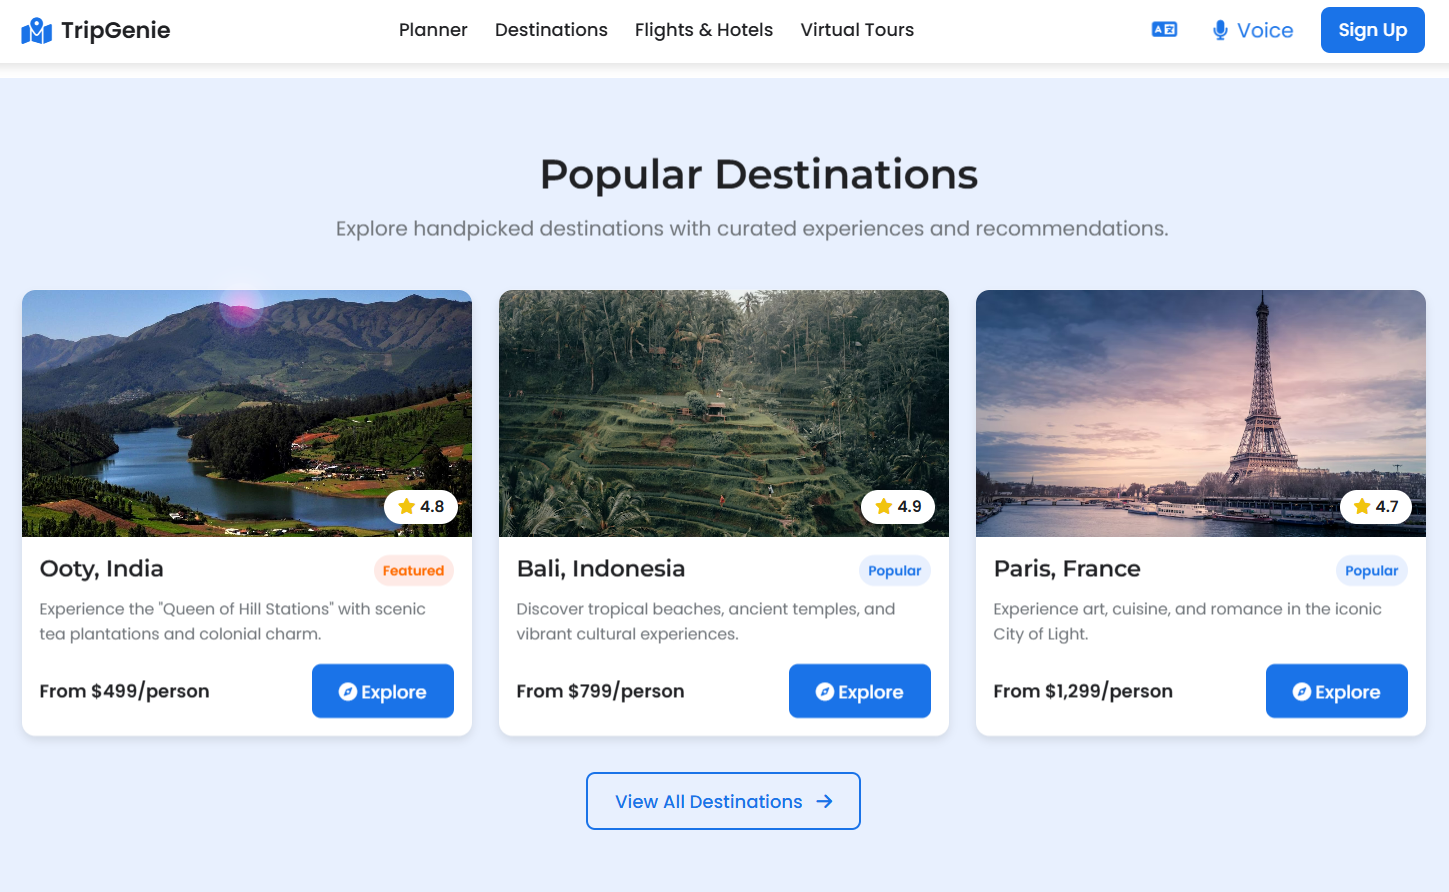 TripGenie
Planner
Destinations
Flights & Hotels
Virtual Tours
Voice
Sign Up
Popular Destinations
Explore handpicked destinations with curated experiences and recommendations.
4.8
Ooty, India
Featured
Experience the "Queen of Hill Stations" with scenic
tea plantations and colonial charm.
From $499/person
Explore
4.9
Bali, Indonesia
Popular
Discover tropical beaches, ancient temples, and
vibrant cultural experiences.
From $799/person
Explore
4.7
Paris, France
Popular
Experience art, cuisine, and romance in the iconic
City of Light.
From $1,299/person
Explore
View All Destinations